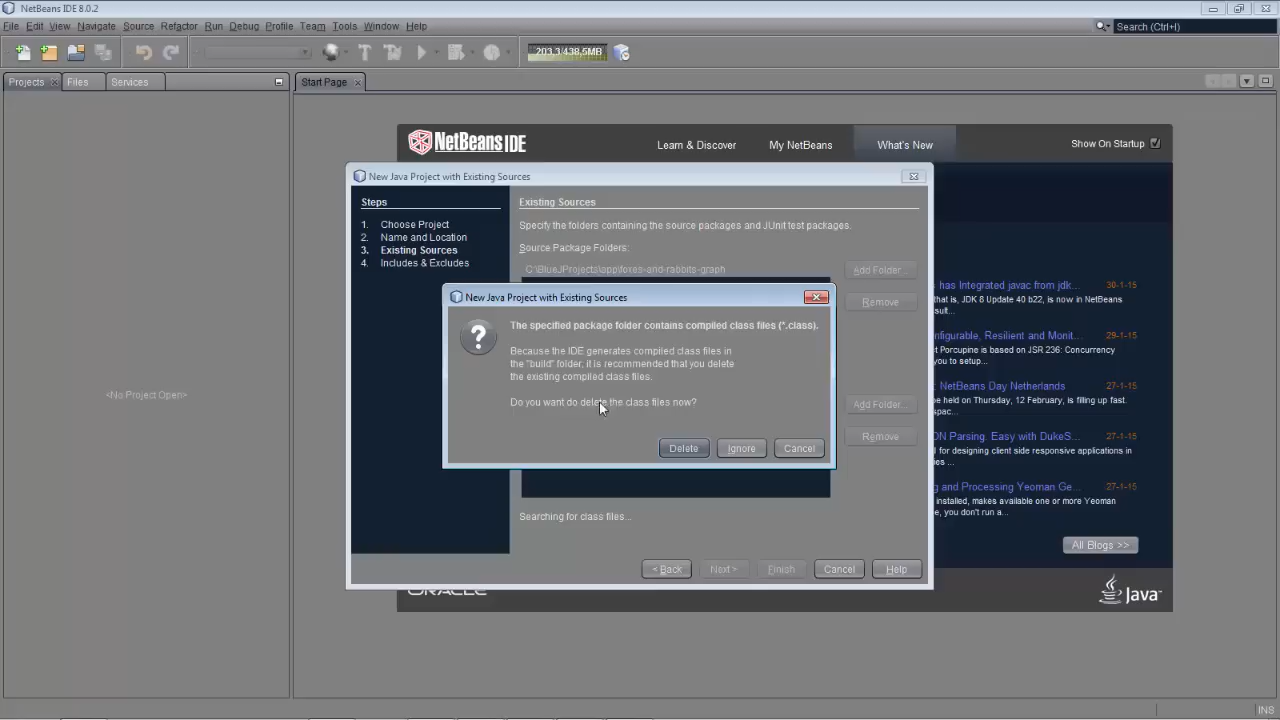 NetBeans IDE 8.0.2
File Edit View Navigate Source Refactor Run Debug Profile Team Tools Window Help
Search (Ctrl+I)
203,3/438,5MB
Projects Files Services
Start Page
NetBeans IDE
Learn & Discover My NetBeans What's New
Show On Startup
New Java Project with Existing Sources
Steps
1. Choose Project
2. Name and Location
3. Existing Sources
4. Includes & Excludes
Existing Sources
Specify the folders containing the source packages and JUnit test packages.
Source Package Folders:
C:\BlueJProjects\app\foxes-and-rabbits-graph
Add Folder...
Remove
New Java Project with Existing Sources
The specified package folder contains compiled class files (*.class).
Because the IDE generates compiled class files in
the "build" folder, it is recommended that you delete
the existing compiled class files.
Do you want do delete the class files now?
Delete Ignore Cancel
Add Folder...
Remove
Searching for class files...
< Back Next > Finish Cancel Help
<No Project Open>
has Integrated javac from jdk... 30-1-15
that is, JDK 8 Update 40 b22, is now in NetBeans
sult...
nfigurable, Resilient and Monit... 27-1-15
t Porcupine is based on JSR 236: Concurrency
you to setup...
: NetBeans Day Netherlands 27-1-15
he held on Thursday, 12 February, is filling up fast.
spac...
ON Parsing. Easy with DukeS... 27-1-15
l for designing client side responsive applications in
es ...
g and Processing Yeoman Ge... 27-1-15
installed, makes available one or more Yeoman
e, you don't run a...
All Blogs >>
ORACLE
Java
INS